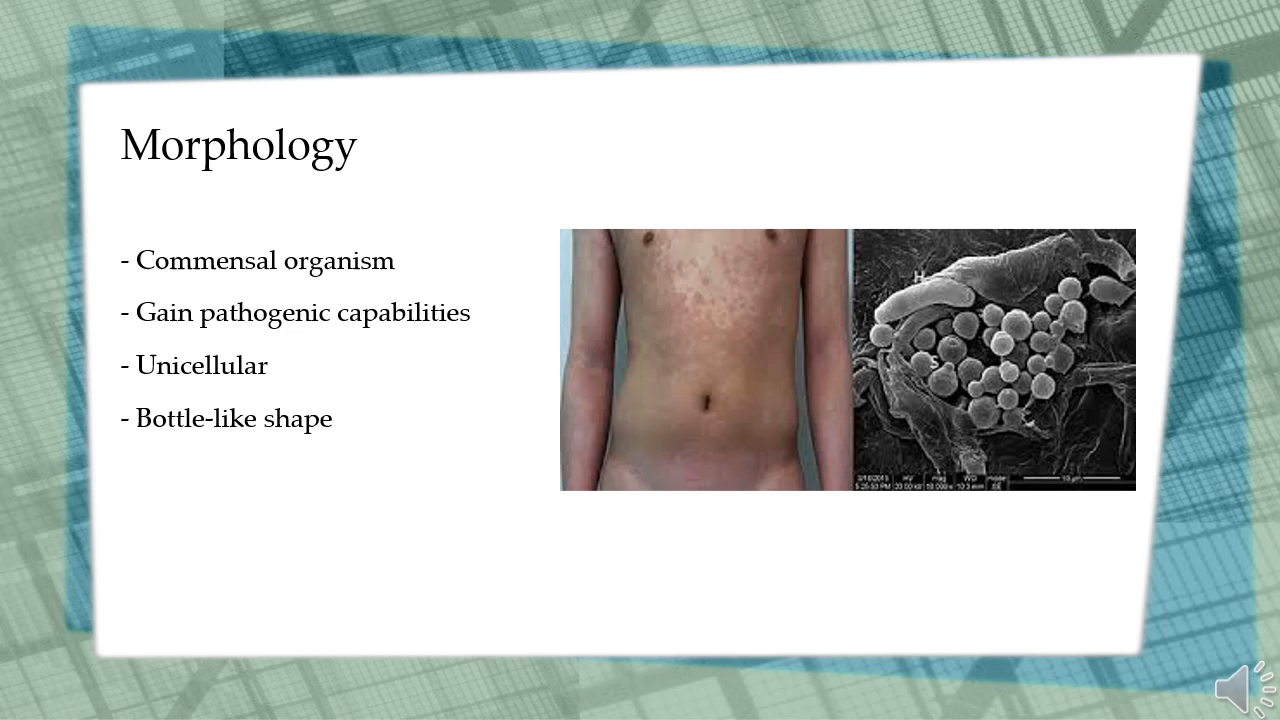 Morphology
- Commensal organism
- Gain pathogenic capabilities
- Unicellular
- Bottle-like shape
H
S